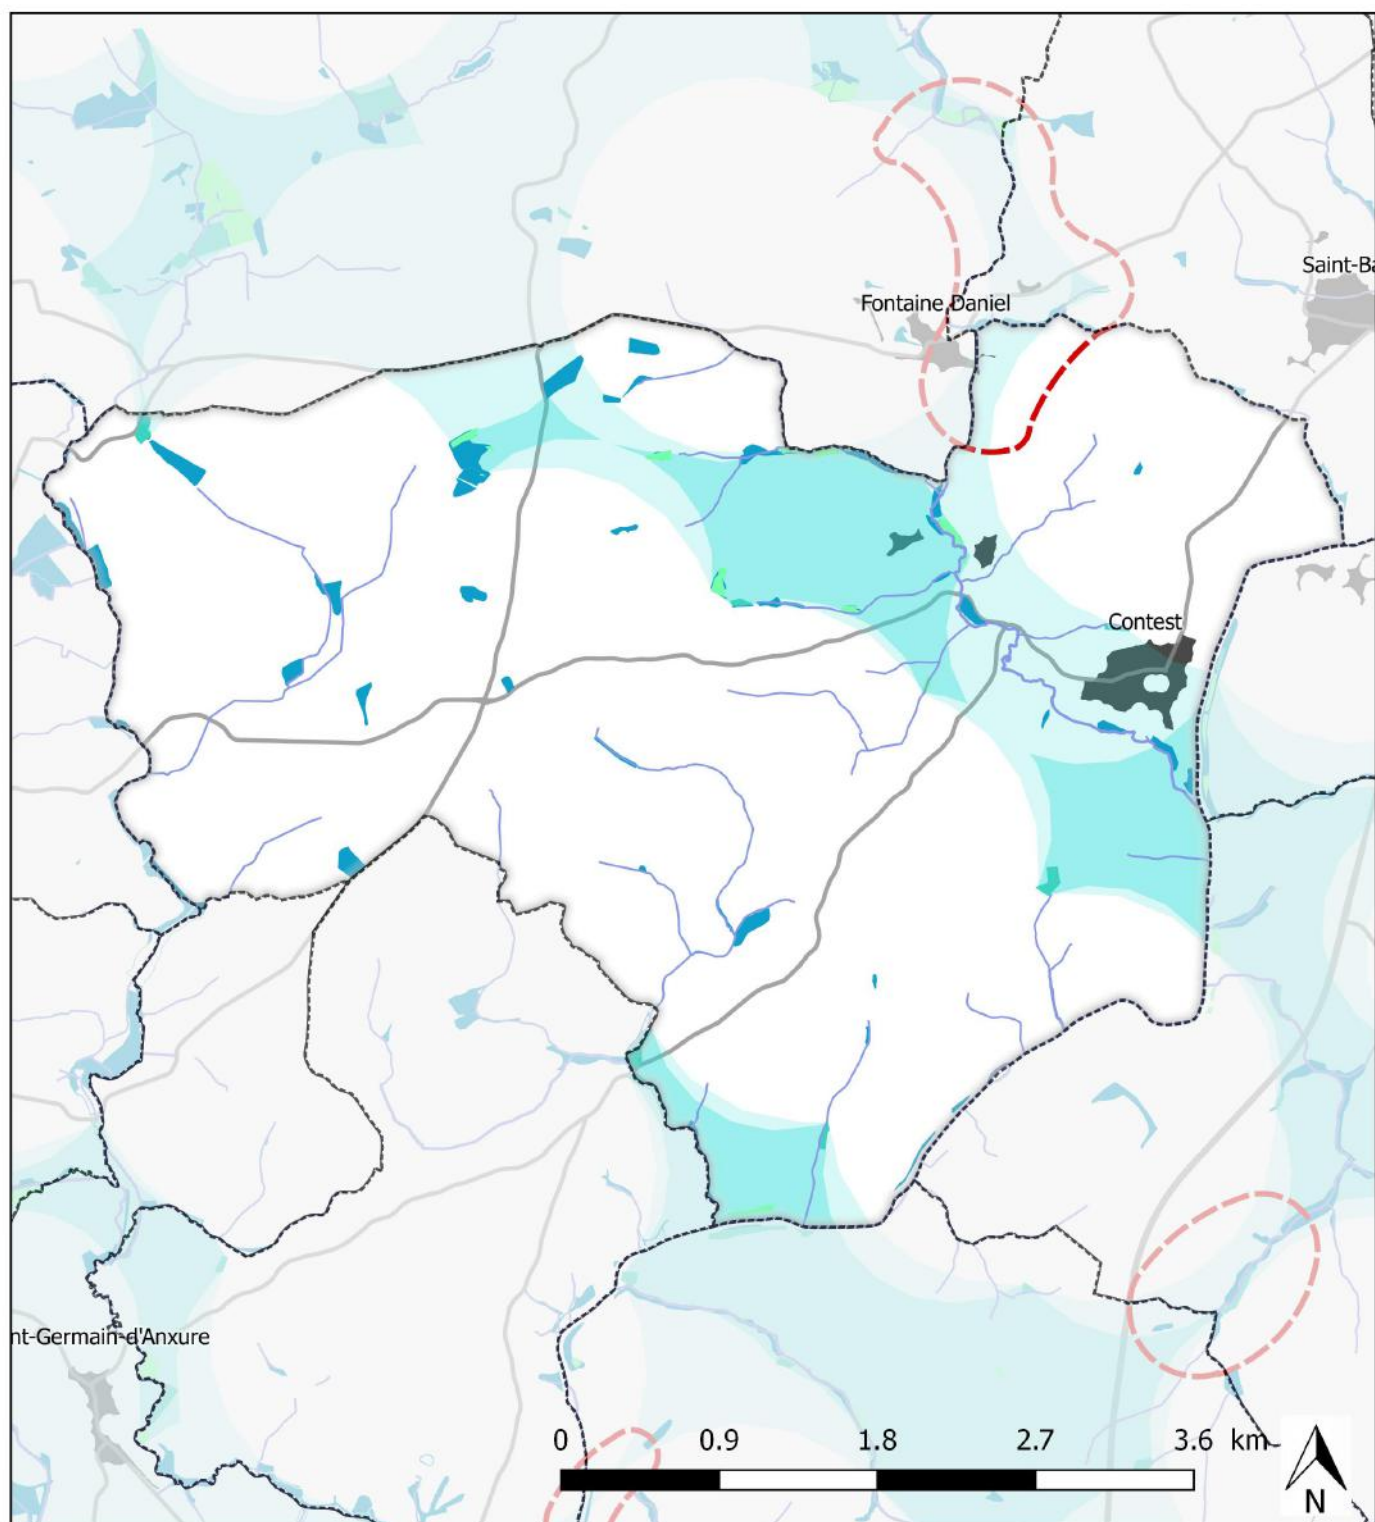 Saint-Ba
Fontaine Daniel
Contest
nt-Germain-d'Anxure
0 0.9 1.8 2.7 3.6 km
N